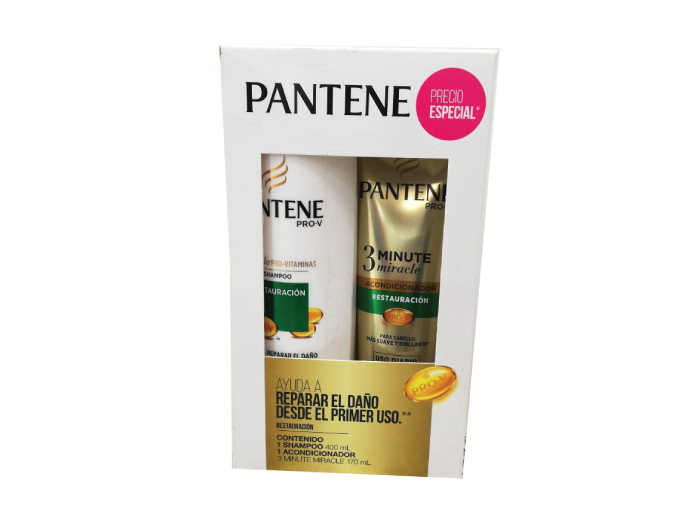 PANTENE
PRECIO
ESPECIAL*
NTENE
PRO-V
PRO-VITAMINAS
SHAMPOO
TAURACIÓN
REPARAR EL DAÑO
PANTENE
PRO-V
3 MINUTE
miracle
ACONDICIONADOR
RESTAURACIÓN
PRO-V
PARA CABELLO
MÁS SUAVE Y BRILLANTE
USO DIARIO
PRO-V
AYUDA A
REPARAR EL DAÑO
DESDE EL PRIMER USO.**
RESTAURACIÓN
CONTENIDO
1 SHAMPOO 400 mL
1 ACONDICIONADOR
3 MINUTE MIRACLE 170 mL